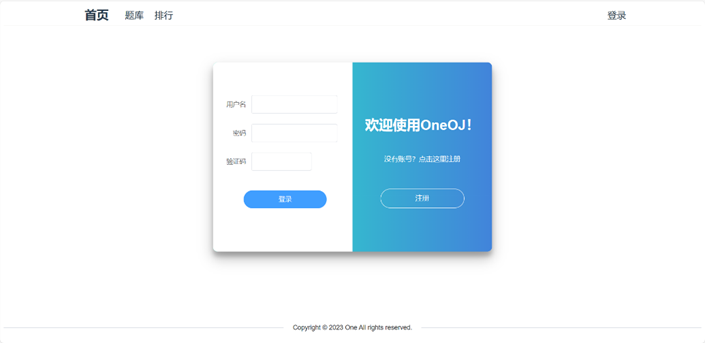 首页 题库 排行 登录
用户名
密码
验证码
登录
欢迎使用OneOJ!
没有账号？点击这里注册
注册
Copyright © 2023 One All rights reserved.